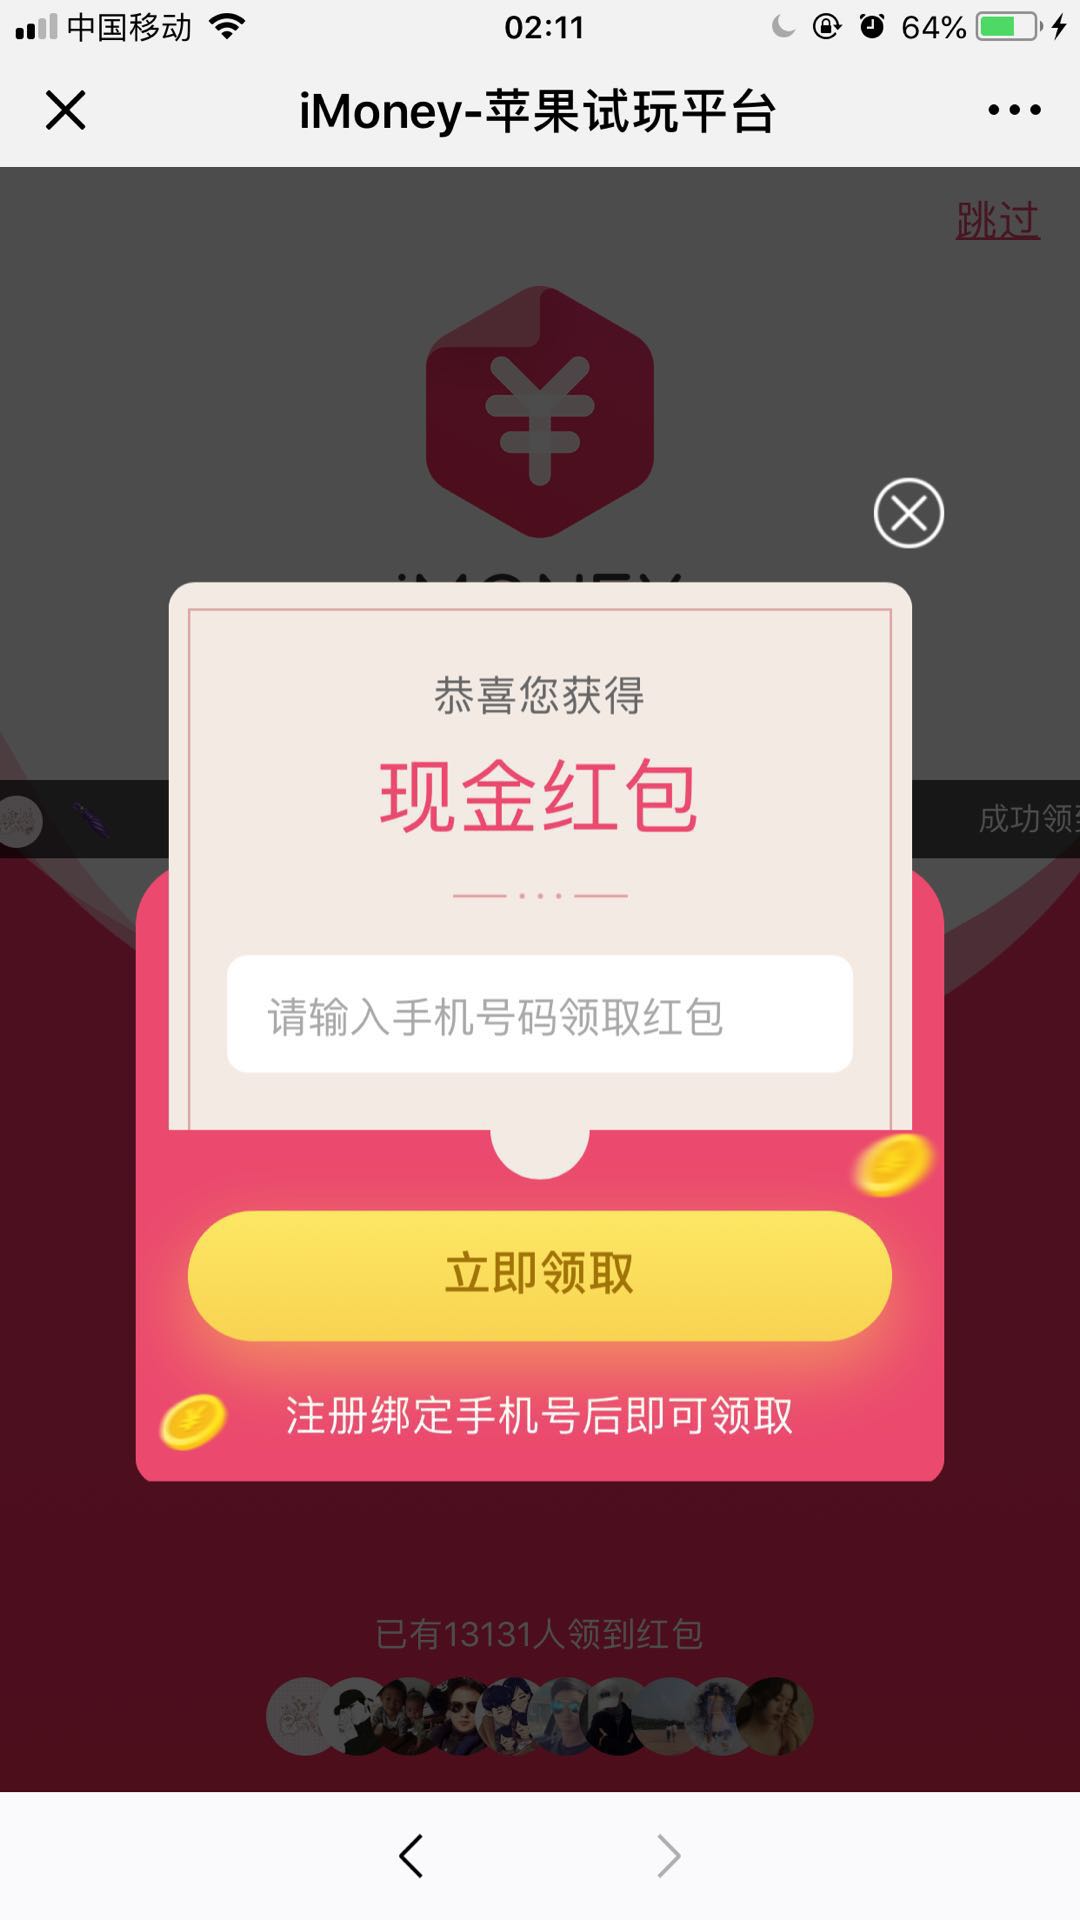 中国移动
02:11
64%
iMoney-苹果试玩平台
跳过
恭喜您获得
现金红包
成功领
请输入手机号码领取红包
立即领取
注册绑定手机号后即可领取
已有13131人领到红包